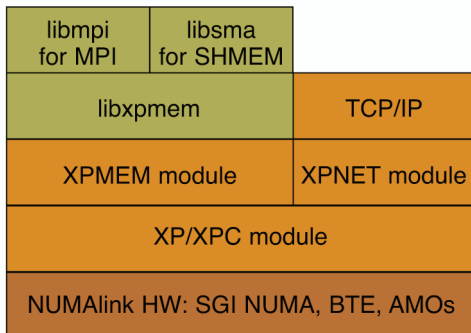 libmpi
for MPI
libsma
for SHMEM
libxpmem
TCP/IP
XPMEM module
XPNET module
XP/XPC module
NUMAlink HW: SGI NUMA, BTE, AMOs